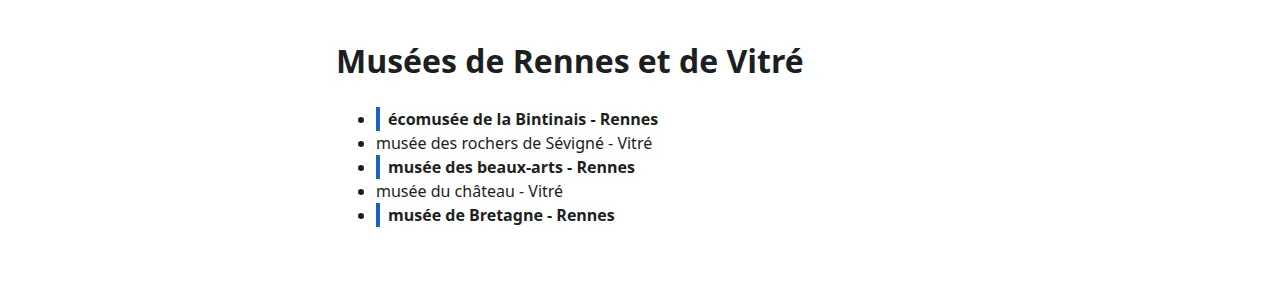 Musées de Rennes et de Vitré
écomusée de la Bintinais - Rennes
musée des rochers de Sévigné - Vitré
musée des beaux-arts - Rennes
musée du château - Vitré
musée de Bretagne - Rennes